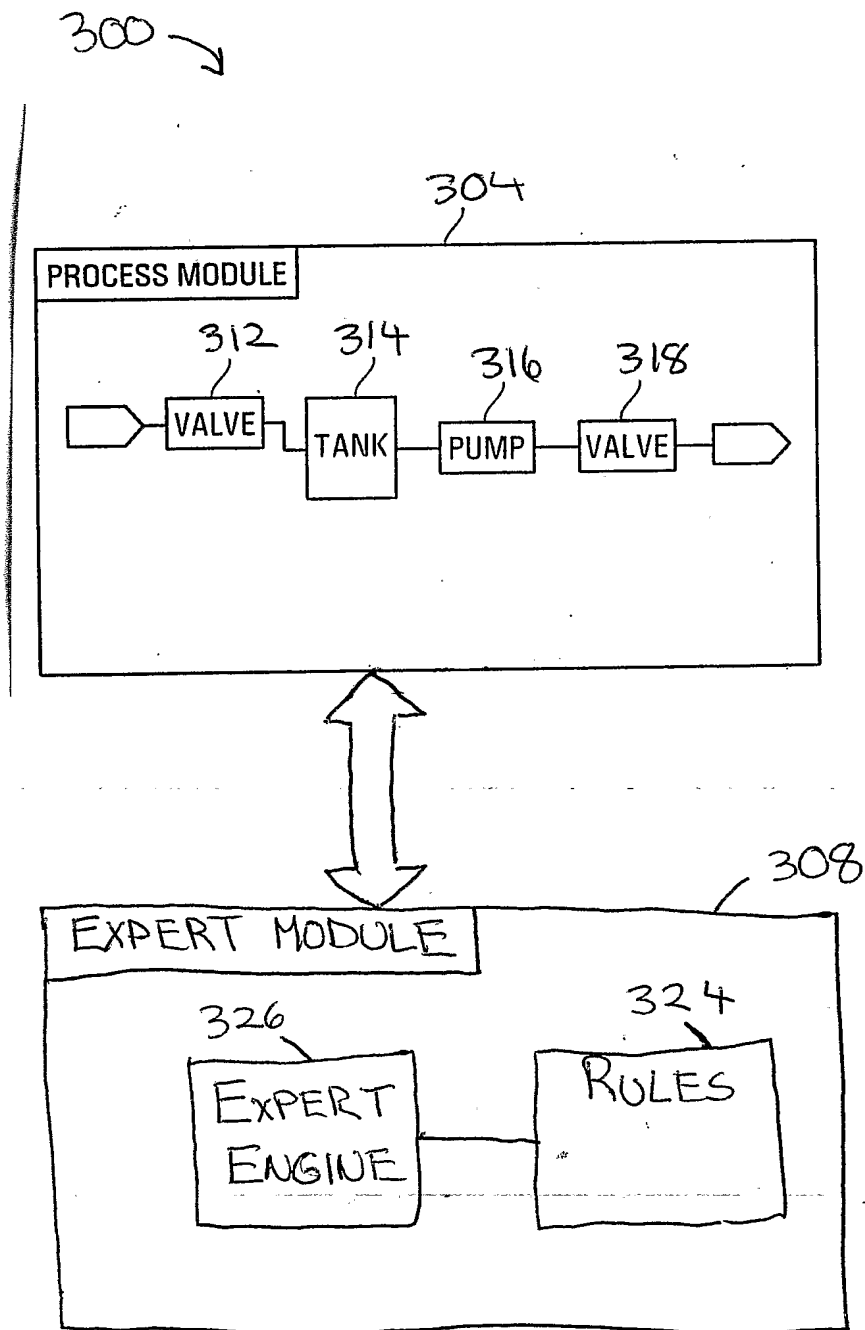 300
304
PROCESS MODULE
312 314 316 318
VALVE TANK PUMP VALVE
308
EXPERT MODULE
326 324
EXPERT RULES
ENGINE